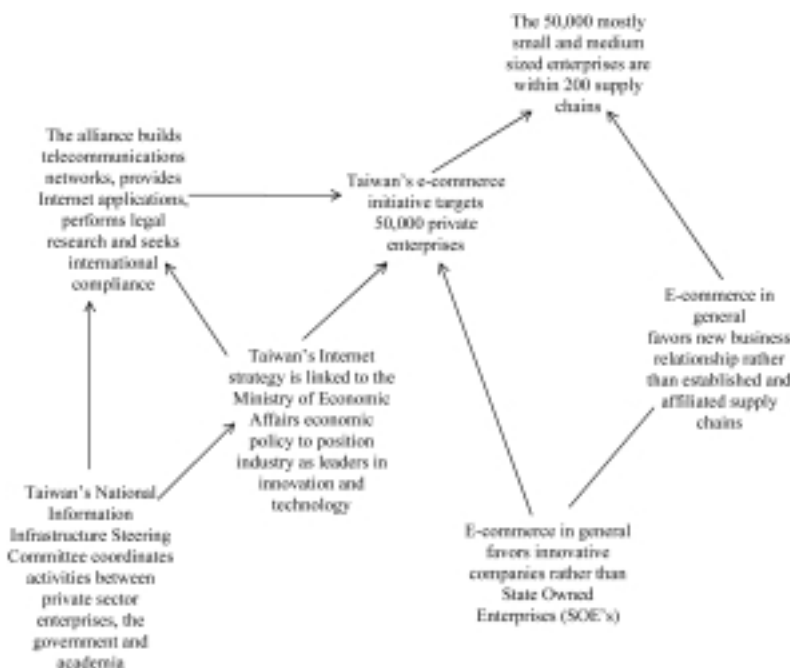 The 50,000 mostly
small and medium
sized enterprises are
within 200 supply
chains
The alliance builds
telecommunications
networks, provides
Internet applications,
performs legal
research and seeks
international
compliance
Taiwan's e-commerce
initiative targets
50,000 private
enterprises
E-commerce in
general
favors new business
relationship rather
than established and
affiliated supply
chains
Taiwan's Internet
strategy is linked to the
Ministry of Economic
Affairs economic
policy to position
industry as leaders in
innovation and
technology
Taiwan's National
Information
Infrastructure Steering
Committee coordinates
activities between
private sector
enterprises, the
government and
academia
E-commerce in general
favors innovative
companies rather than
State Owned
Enterprises (SOE's)